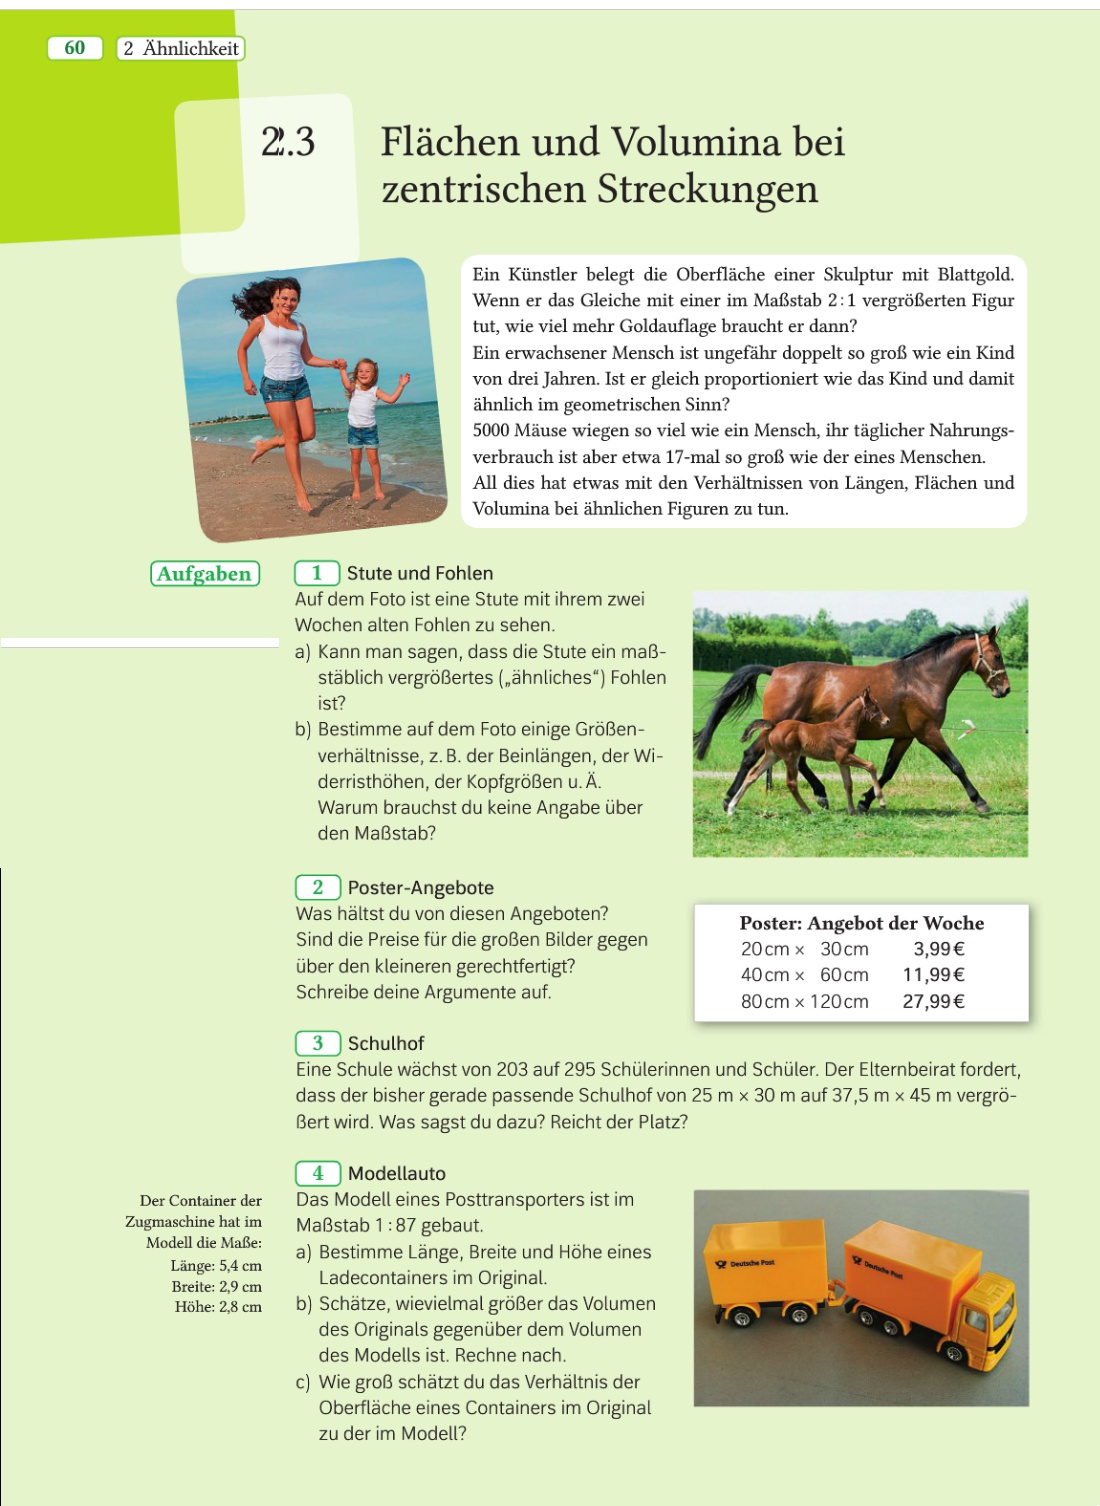 60
2 Ähnlichkeit
2.3
Flächen und Volumina bei
zentrischen Streckungen
Ein Künstler belegt die Oberfläche einer Skulptur mit Blattgold.
Wenn er das Gleiche mit einer im Maßstab 2:1 vergrößerten Figur
tut, wie viel mehr Goldauflage braucht er dann?
Ein erwachsener Mensch ist ungefähr doppelt so groß wie ein Kind
von drei Jahren. Ist er gleich proportioniert wie das Kind und damit
ähnlich im geometrischen Sinn?
5000 Mäuse wiegen so viel wie ein Mensch, ihr täglicher Nahrungs-
verbrauch ist aber etwa 17-mal so groß wie der eines Menschen.
All dies hat etwas mit den Verhältnissen von Längen, Flächen und
Volumina bei ähnlichen Figuren zu tun.
Aufgaben
1 Stute und Fohlen
Auf dem Foto ist eine Stute mit ihrem zwei
Wochen alten Fohlen zu sehen.
a) Kann man sagen, dass die Stute ein maß-
stäblich vergrößertes („ähnliches“) Fohlen
ist?
b) Bestimme auf dem Foto einige Größen-
verhältnisse, z. B. der Beinlängen, der Wi-
derristhöhen, der Kopfgrößen u. Ä.
Warum brauchst du keine Angabe über
den Maßstab?
2 Poster-Angebote
Was hältst du von diesen Angeboten?
Sind die Preise für die großen Bilder gegen
über den kleineren gerechtfertigt?
Schreibe deine Argumente auf.
Poster: Angebot der Woche
20 cm × 30 cm 3,99 €
40 cm × 60 cm 11,99 €
80 cm × 120 cm 27,99 €
3 Schulhof
Eine Schule wächst von 203 auf 295 Schülerinnen und Schüler. Der Elternbeirat fordert,
dass der bisher gerade passende Schulhof von 25 m × 30 m auf 37,5 m × 45 m vergrö-
ßert wird. Was sagst du dazu? Reicht der Platz?
4 Modellauto
Das Modell eines Posttransporters ist im
Maßstab 1:87 gebaut.
a) Bestimme Länge, Breite und Höhe eines
Ladecontainers im Original.
b) Schätze, wievielmal größer das Volumen
des Originals gegenüber dem Volumen
des Modells ist. Rechne nach.
c) Wie groß schätzt du das Verhältnis der
Oberfläche eines Containers im Original
zu der im Modell?
Der Container der
Zugmaschine hat im
Modell die Maße:
Länge: 5,4 cm
Breite: 2,9 cm
Höhe: 2,8 cm
Deutsche Post
Deutsche Post